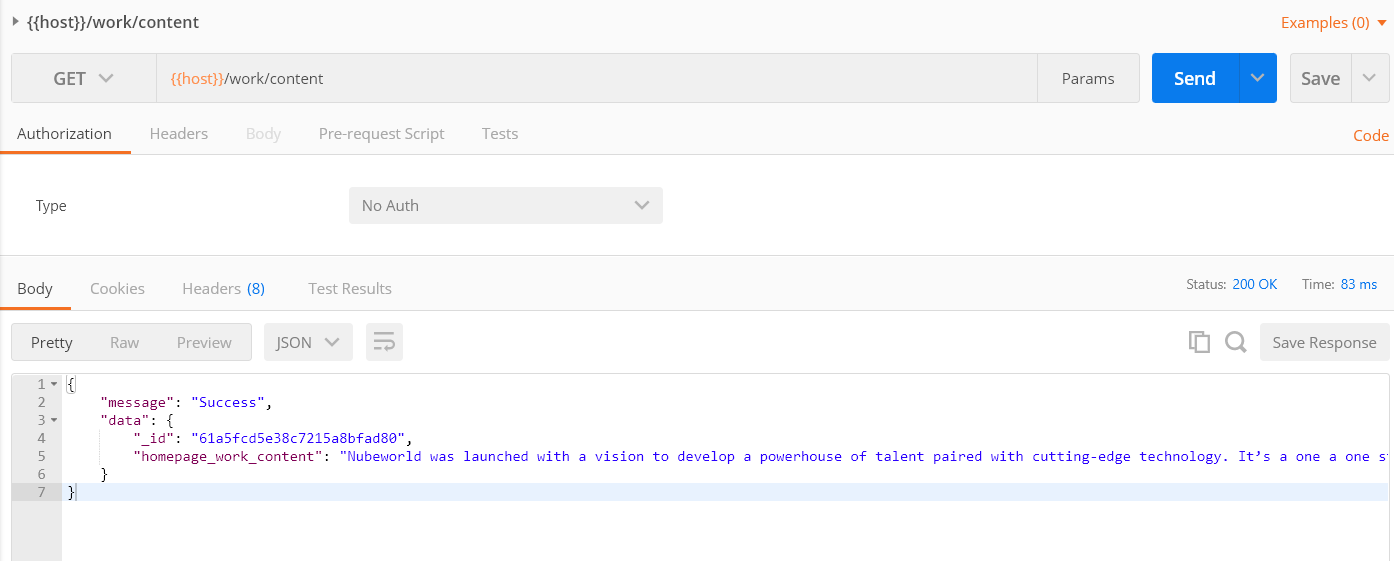 {{host}}/work/content Examples (0)
GET {{host}}/work/content Params Send Save
Authorization Headers Body Pre-request Script Tests Code
Type No Auth
Body Cookies Headers (8) Test Results Status: 200 OK Time: 83 ms
Pretty Raw Preview JSON Save Response
1 {
2 "message": "Success",
3 "data": {
4 "_id": "61a5fcd5e38c7215a8bfad80",
5 "homepage_work_content": "Nubeworld was launched with a vision to develop a powerhouse of talent paired with cutting-edge technology. It’s a one a one
6 }
7 }